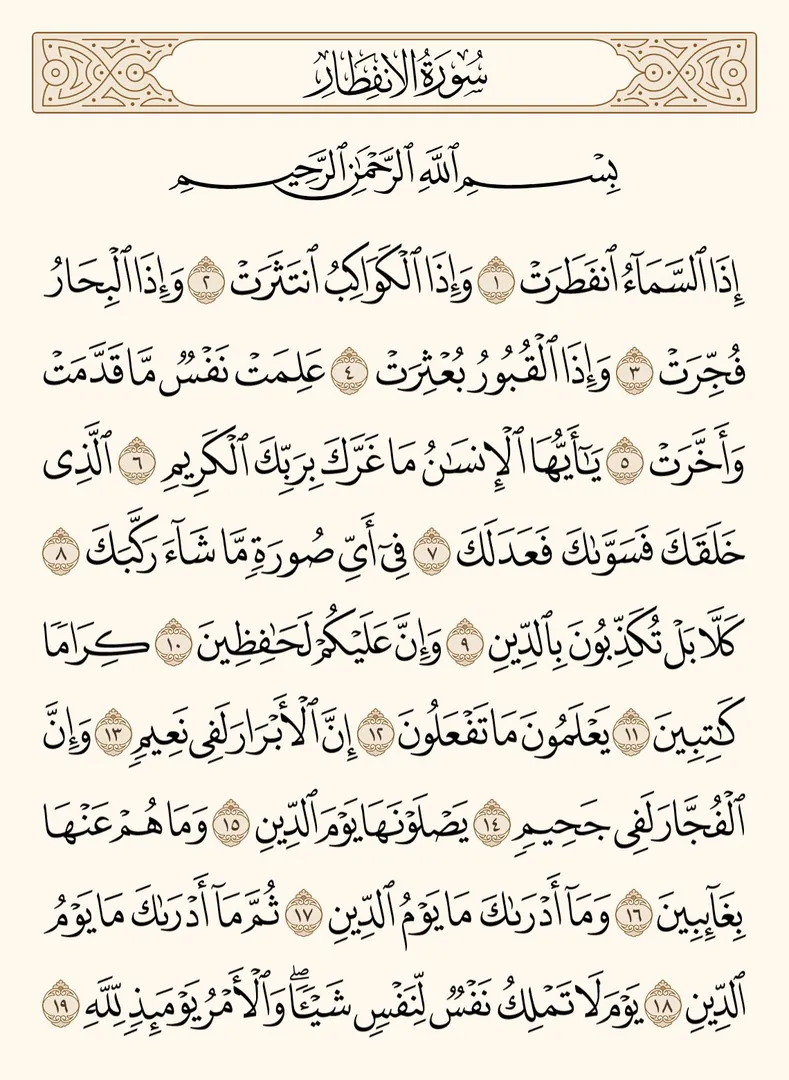 سُورَةُ الِانفِطَارِ
بِسْمِ ٱللَّهِ ٱلرَّحْمَٰنِ ٱلرَّحِيمِ
إِذَا ٱلسَّمَآءُ ٱنفَطَرَتْ ١ وَإِذَا ٱلْكَوَاكِبُ ٱنتَثَرَتْ ٢ وَإِذَا ٱلْبِحَارُ
فُجِّرَتْ ٣ وَإِذَا ٱلْقُبُورُ بُعْثِرَتْ ٤ عَلِمَتْ نَفْسٌ مَّا قَدَّمَتْ
وَأَخَّرَتْ ٥ يَٰٓأَيُّهَا ٱلْإِنسَٰنُ مَا غَرَّكَ بِرَبِّكَ ٱلْكَرِيمِ ٦ ٱلَّذِى
خَلَقَكَ فَسَوَّىٰكَ فَعَدَلَكَ ٧ فِىٓ أَىِّ صُورَةٍ مَّا شَآءَ رَكَّبَكَ ٨
كَلَّا بَلْ تُكَذِّبُونَ بِٱلدِّينِ ٩ وَإِنَّ عَلَيْكُمْ لَحَٰفِظِينَ ١٠ كِرَامًا
كَٰتِبِينَ ١١ يَعْلَمُونَ مَا تَفْعَلُونَ ١٢ إِنَّ ٱلْأَبْرَارَ لَفِى نَعِيمٍ ١٣ وَإِنَّ
ٱلْفُجَّارَ لَفِى جَحِيمٍ ١٤ يَصْلَوْنَهَا يَوْمَ ٱلدِّينِ ١٥ وَمَا هُمْ عَنْهَا
بِغَآئِبِينَ ١٦ وَمَآ أَدْرَىٰكَ مَا يَوْمُ ٱلدِّينِ ١٧ ثُمَّ مَآ أَدْرَىٰكَ مَا يَوْمُ
ٱلدِّينِ ١٨ يَوْمَ لَا تَمْلِكُ نَفْسٌ لِّنَفْسٍ شَيْـًٔا ۖ وَٱلْأَمْرُ يَوْمَئِذٍ لِّلَّهِ ١٩